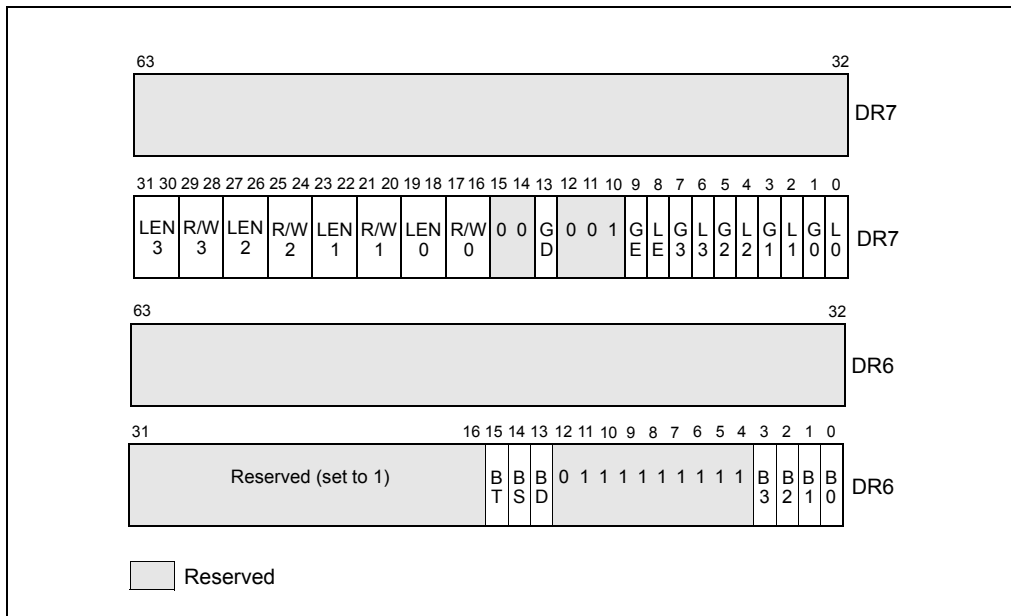 63 32
DR7
31 30 29 28 27 26 25 24 23 22 21 20 19 18 17 16 15 14 13 12 11 10 9 8 7 6 5 4 3 2 1 0
LEN 3 R/W 3 LEN 2 R/W 2 LEN 1 R/W 1 LEN 0 R/W 0 0 0 G D 0 0 1 G E L E G 3 L 3 G 2 L 2 G 1 L 1 G 0 L 0 DR7
63 32
DR6
31 16 15 14 13 12 11 10 9 8 7 6 5 4 3 2 1 0
Reserved (set to 1) B T B S B D 0 1 1 1 1 1 1 1 1 B 3 B 2 B 1 B 0 DR6
Reserved